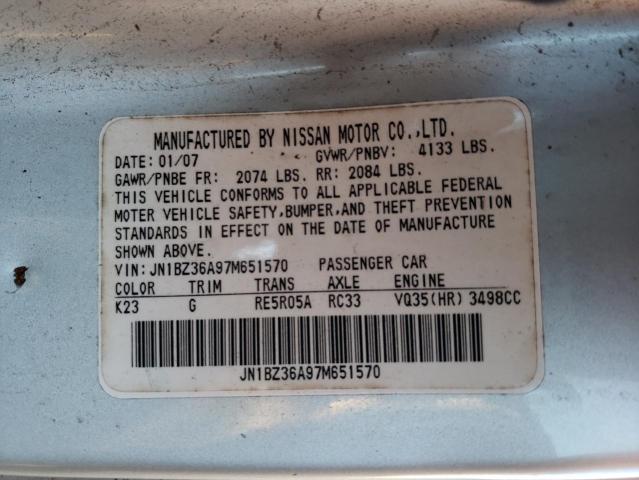 MANUFACTURED BY NISSAN MOTOR CO.,LTD.
DATE: 01/07 GVWR/PNBV: 4133 LBS.
GAWR/PNBE FR: 2074 LBS. RR: 2084 LBS.
THIS VEHICLE CONFORMS TO ALL APPLICABLE FEDERAL
MOTOR VEHICLE SAFETY, BUMPER, AND THEFT PREVENTION
STANDARDS IN EFFECT ON THE DATE OF MANUFACTURE
SHOWN ABOVE.
VIN: JN1BZ36A97M651570 PASSENGER CAR
COLOR TRIM TRANS AXLE ENGINE
K23 G RE5R05A RC33 VQ35(HR) 3498CC
JN1BZ36A97M651570